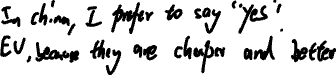 In china, I prefer to say "yes".
EV, because they are cheaper and better